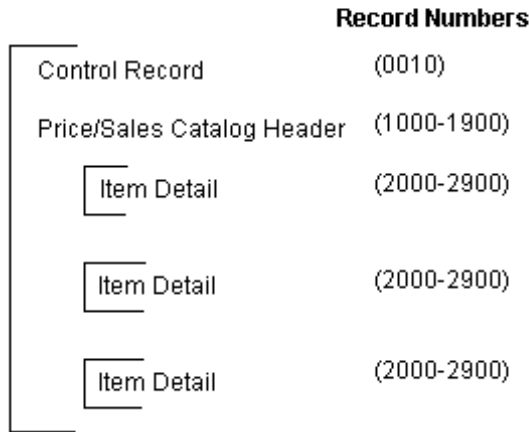 Record Numbers
Control Record (0010)
Price/Sales Catalog Header (1000-1900)
Item Detail (2000-2900)
Item Detail (2000-2900)
Item Detail (2000-2900)